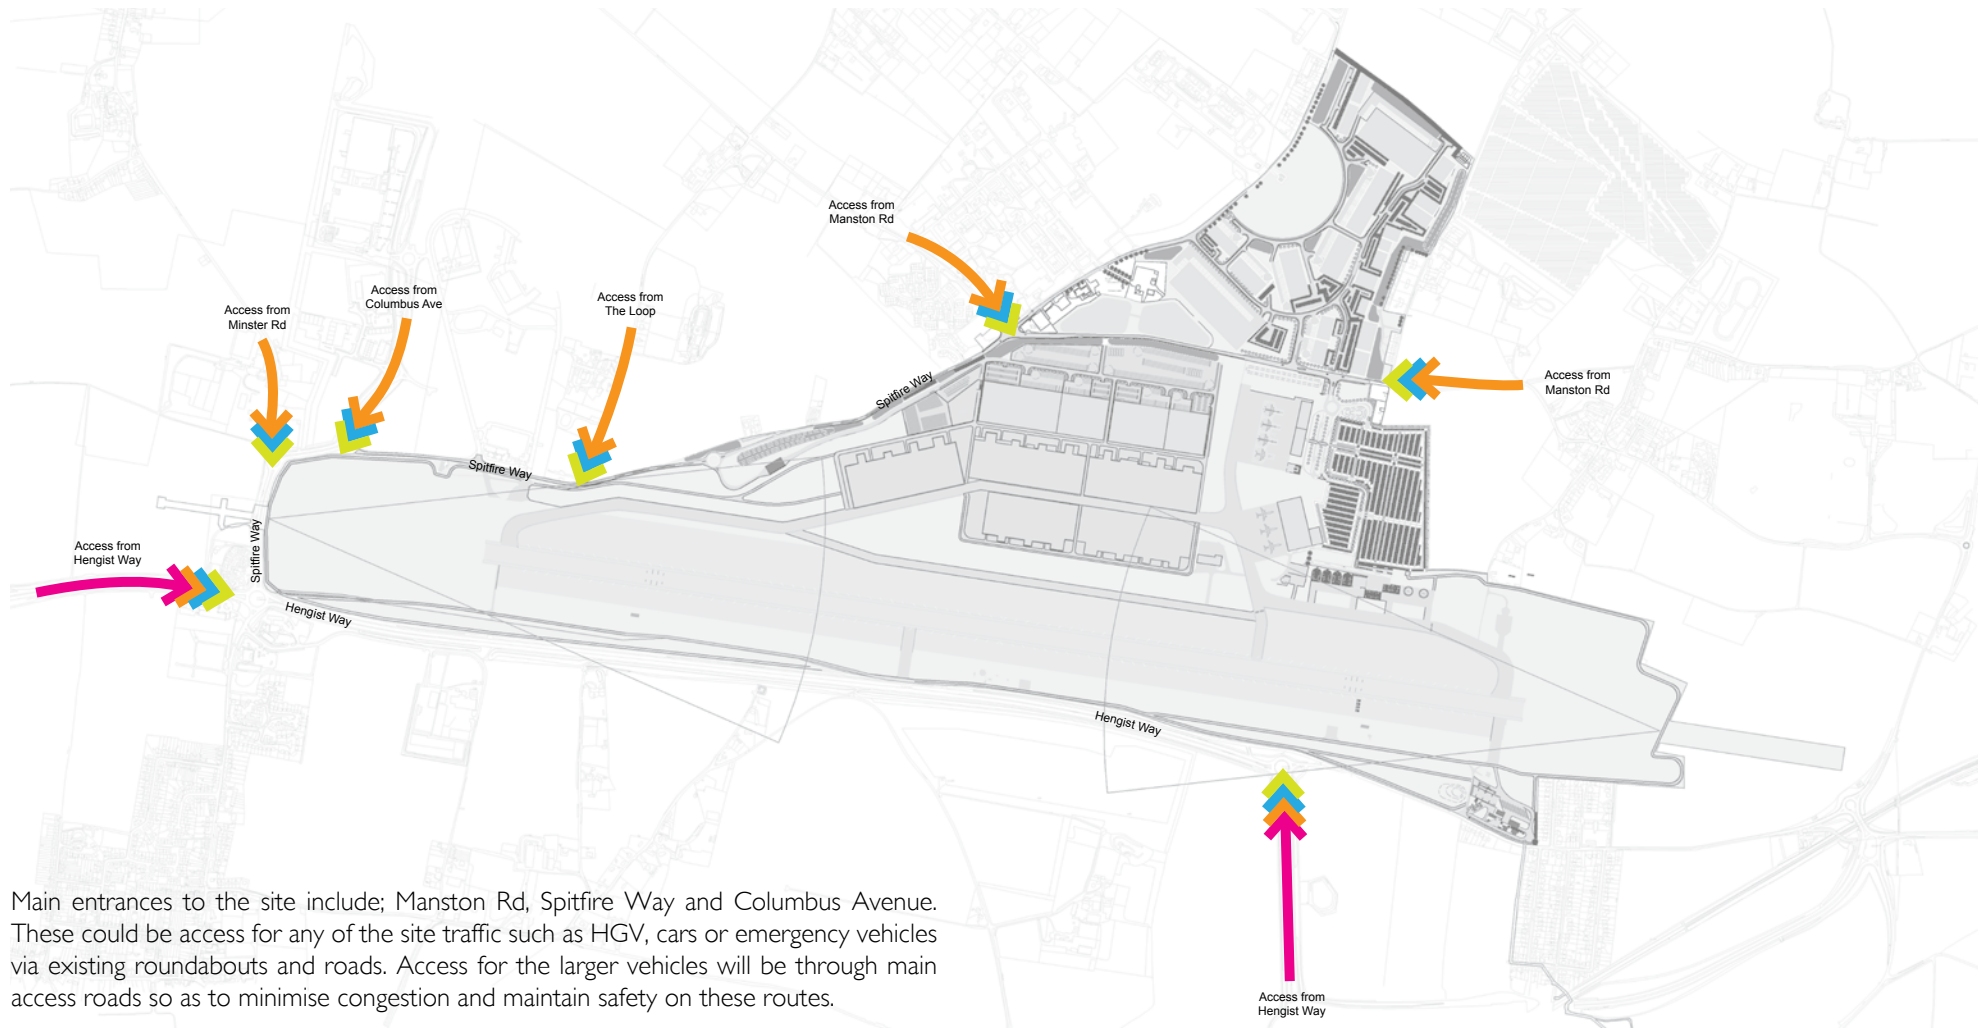 Access from
Manston Rd
Access from
Columbus Ave
Access from
The Loop
Access from
Minster Rd
Access from
Manston Rd
Spitfire Way
Spitfire Way
Spitfire Way
Access from
Hengist Way
Hengist Way
Hengist Way
Main entrances to the site include; Manston Rd, Spitfire Way and Columbus Avenue.
These could be access for any of the site traffic such as HGV, cars or emergency vehicles
via existing roundabouts and roads. Access for the larger vehicles will be through main
access roads so as to minimise congestion and maintain safety on these routes.
Access from
Hengist Way